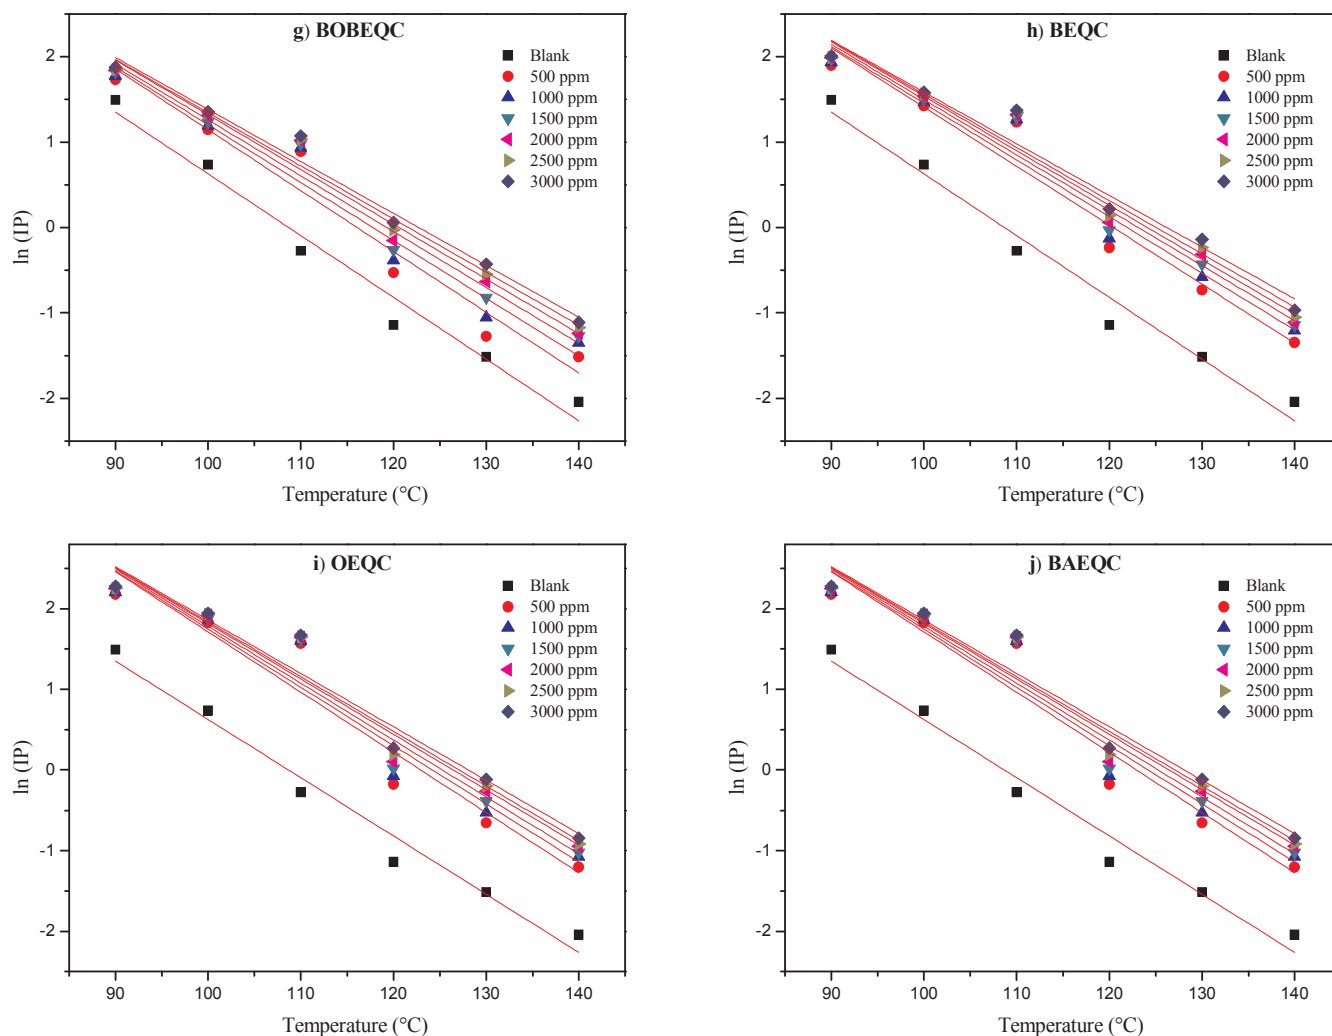 g) BOBEQC
Blank
500 ppm
1000 ppm
1500 ppm
2000 ppm
2500 ppm
3000 ppm
2
1
0
-1
-2
ln (IP)
90 100 110 120 130 140
Temperature (°C)
h) BEQC
Blank
500 ppm
1000 ppm
1500 ppm
2000 ppm
2500 ppm
3000 ppm
2
1
0
-1
-2
ln (IP)
90 100 110 120 130 140
Temperature (°C)
i) OEQC
Blank
500 ppm
1000 ppm
1500 ppm
2000 ppm
2500 ppm
3000 ppm
2
1
0
-1
-2
ln (IP)
90 100 110 120 130 140
Temperature (°C)
j) BAEQC
Blank
500 ppm
1000 ppm
1500 ppm
2000 ppm
2500 ppm
3000 ppm
2
1
0
-1
-2
ln (IP)
90 100 110 120 130 140
Temperature (°C)